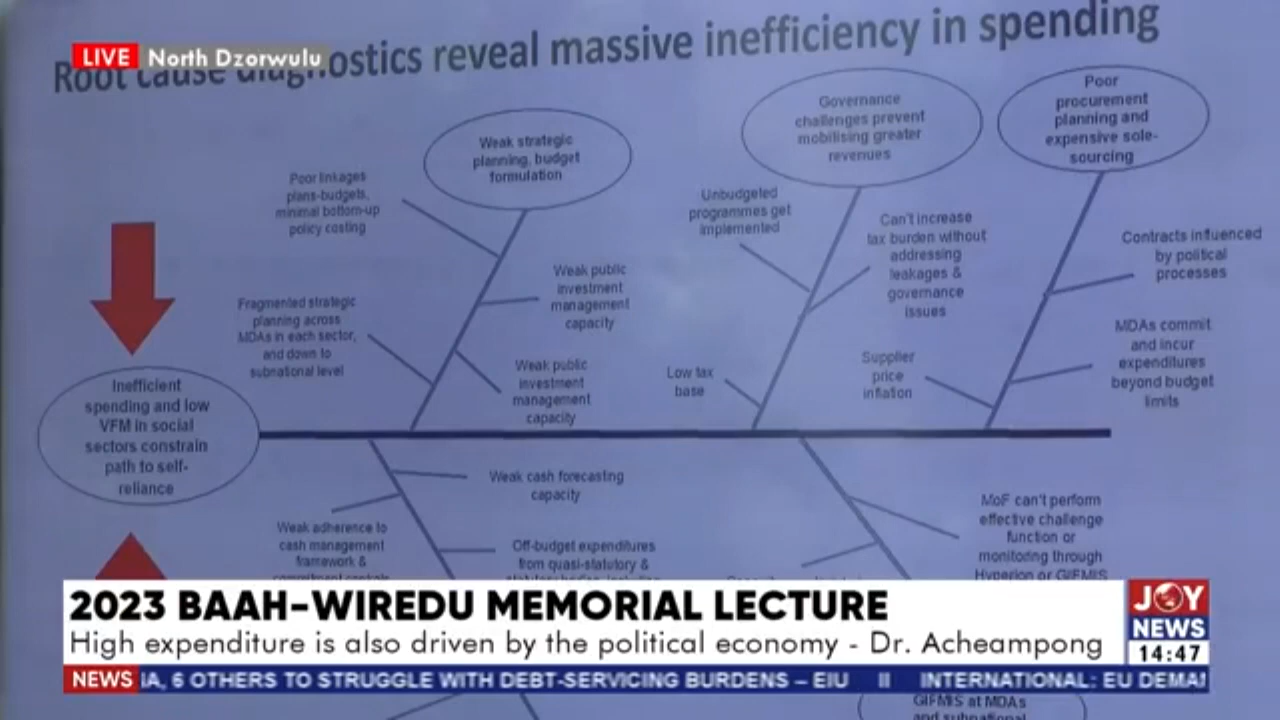 Root cause diagnostics reveal massive inefficiency in spending
LIVE North Dzorwulu
Weak strategic
planning, budget
formulation
Governance
challenges prevent
mobilising greater
revenues
Poor
procurement
planning and
expensive sole-
sourcing
Poor linkages
plans-budgets,
minimal bottom-up
policy costing
Weak public
investment
management
capacity
Fragmented strategic
planning across
MDAs in each sector,
and down to
subnational level
Weak public
investment
management
capacity
Unbudgeted
programmes get
implemented
Can't increase
tax burden without
addressing
leakages &
governance
issues
Low tax
base
Supplier
price
inflation
Contracts influenced
by political
processes
MDAs commit
and incur
expenditures
beyond budget
limits
Inefficient
spending and low
VFM in social
sectors constrain
path to self-
reliance
Weak cash forecasting
capacity
Weak adherence to
cash management
framework &
commitment controls
Off-budget expenditures
from quasi-statutory &
MoF can't perform
effective challenge
function or
monitoring through
Hyperion or GIFMIS
2023 BAAH-WIREDU MEMORIAL LECTURE
High expenditure is also driven by the political economy - Dr. Acheampong
JOY
NEWS
14:47
NEWS IA, 6 OTHERS TO STRUGGLE WITH DEBT-SERVICING BURDENS – EIU II INTERNATIONAL: EU DEMA
GIFMIS at MDAs
and subnational